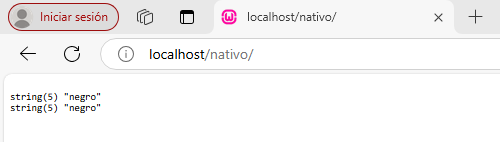 Iniciar sesión
localhost/nativo/
localhost/nativo/
string(5) "negro"
string(5) "negro"